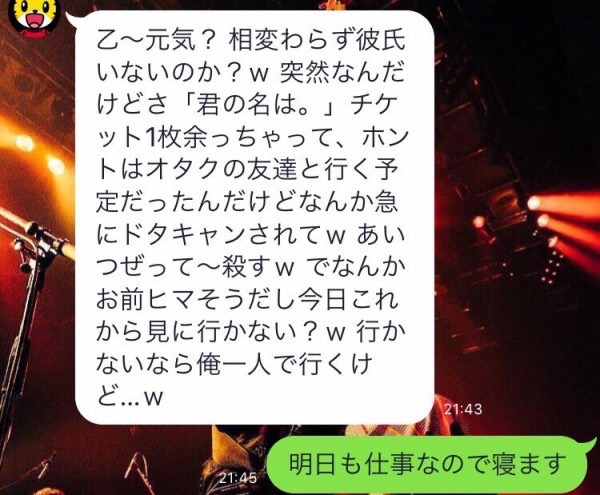 乙〜元気? 相変わらず彼氏
いないのか?w 突然なんだ
けどさ「君の名は。」チケ
ット1枚余っちゃって、ホン
トはオタクの友達と行く予
定だったんだけどなんか急
にドタキャンされてw あい
つぜって〜殺すw でなんか
お前ヒマそうだし今日これ
から見に行かない?w 行か
ないなら俺一人で行くけ
ど…w
21:43
21:45
明日も仕事なので寝ます